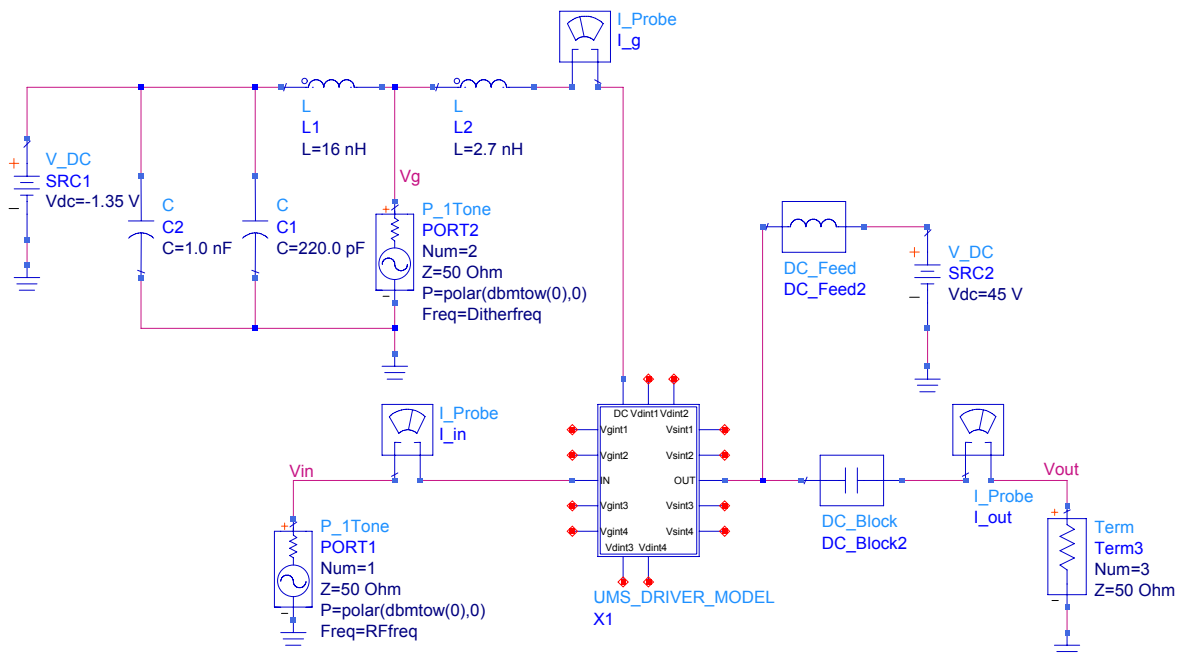 I_Probe
I_g
L
L1
L=16 nH
L
L2
L=2.7 nH
+
V_DC
SRC1
Vdc=-1.35 V
-
C
C2
C=1.0 nF
C
C1
C=220.0 pF
Vg
+
-
P_1Tone
PORT2
Num=2
Z=50 Ohm
P=polar(dbmtow(0),0)
Freq=Ditherfreq
DC_Feed
DC_Feed2
+
V_DC
SRC2
Vdc=45 V
-
I_Probe
I_in
Vin
+
-
P_1Tone
PORT1
Num=1
Z=50 Ohm
P=polar(dbmtow(0),0)
Freq=RFfreq
DC Vdint1 Vdint2
Vgint1 Vsint1
Vgint2 Vsint2
IN OUT
Vgint3 Vsint3
Vgint4 Vsint4
Vdint3 Vdint4
UMS_DRIVER_MODEL
X1
DC_Block
DC_Block2
I_Probe
I_out
Vout
+
-
Term
Term3
Num=3
Z=50 Ohm